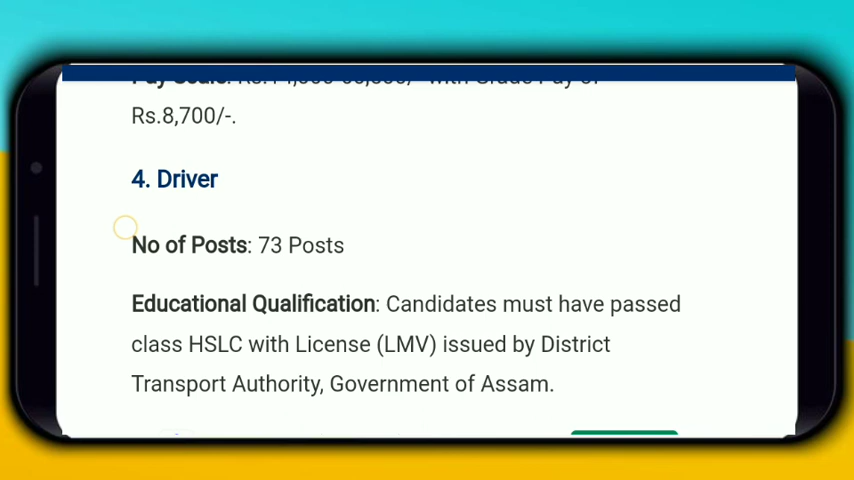 Rs.8,700/-.
4. Driver
No of Posts: 73 Posts
Educational Qualification: Candidates must have passed
class HSLC with License (LMV) issued by District
Transport Authority, Government of Assam.